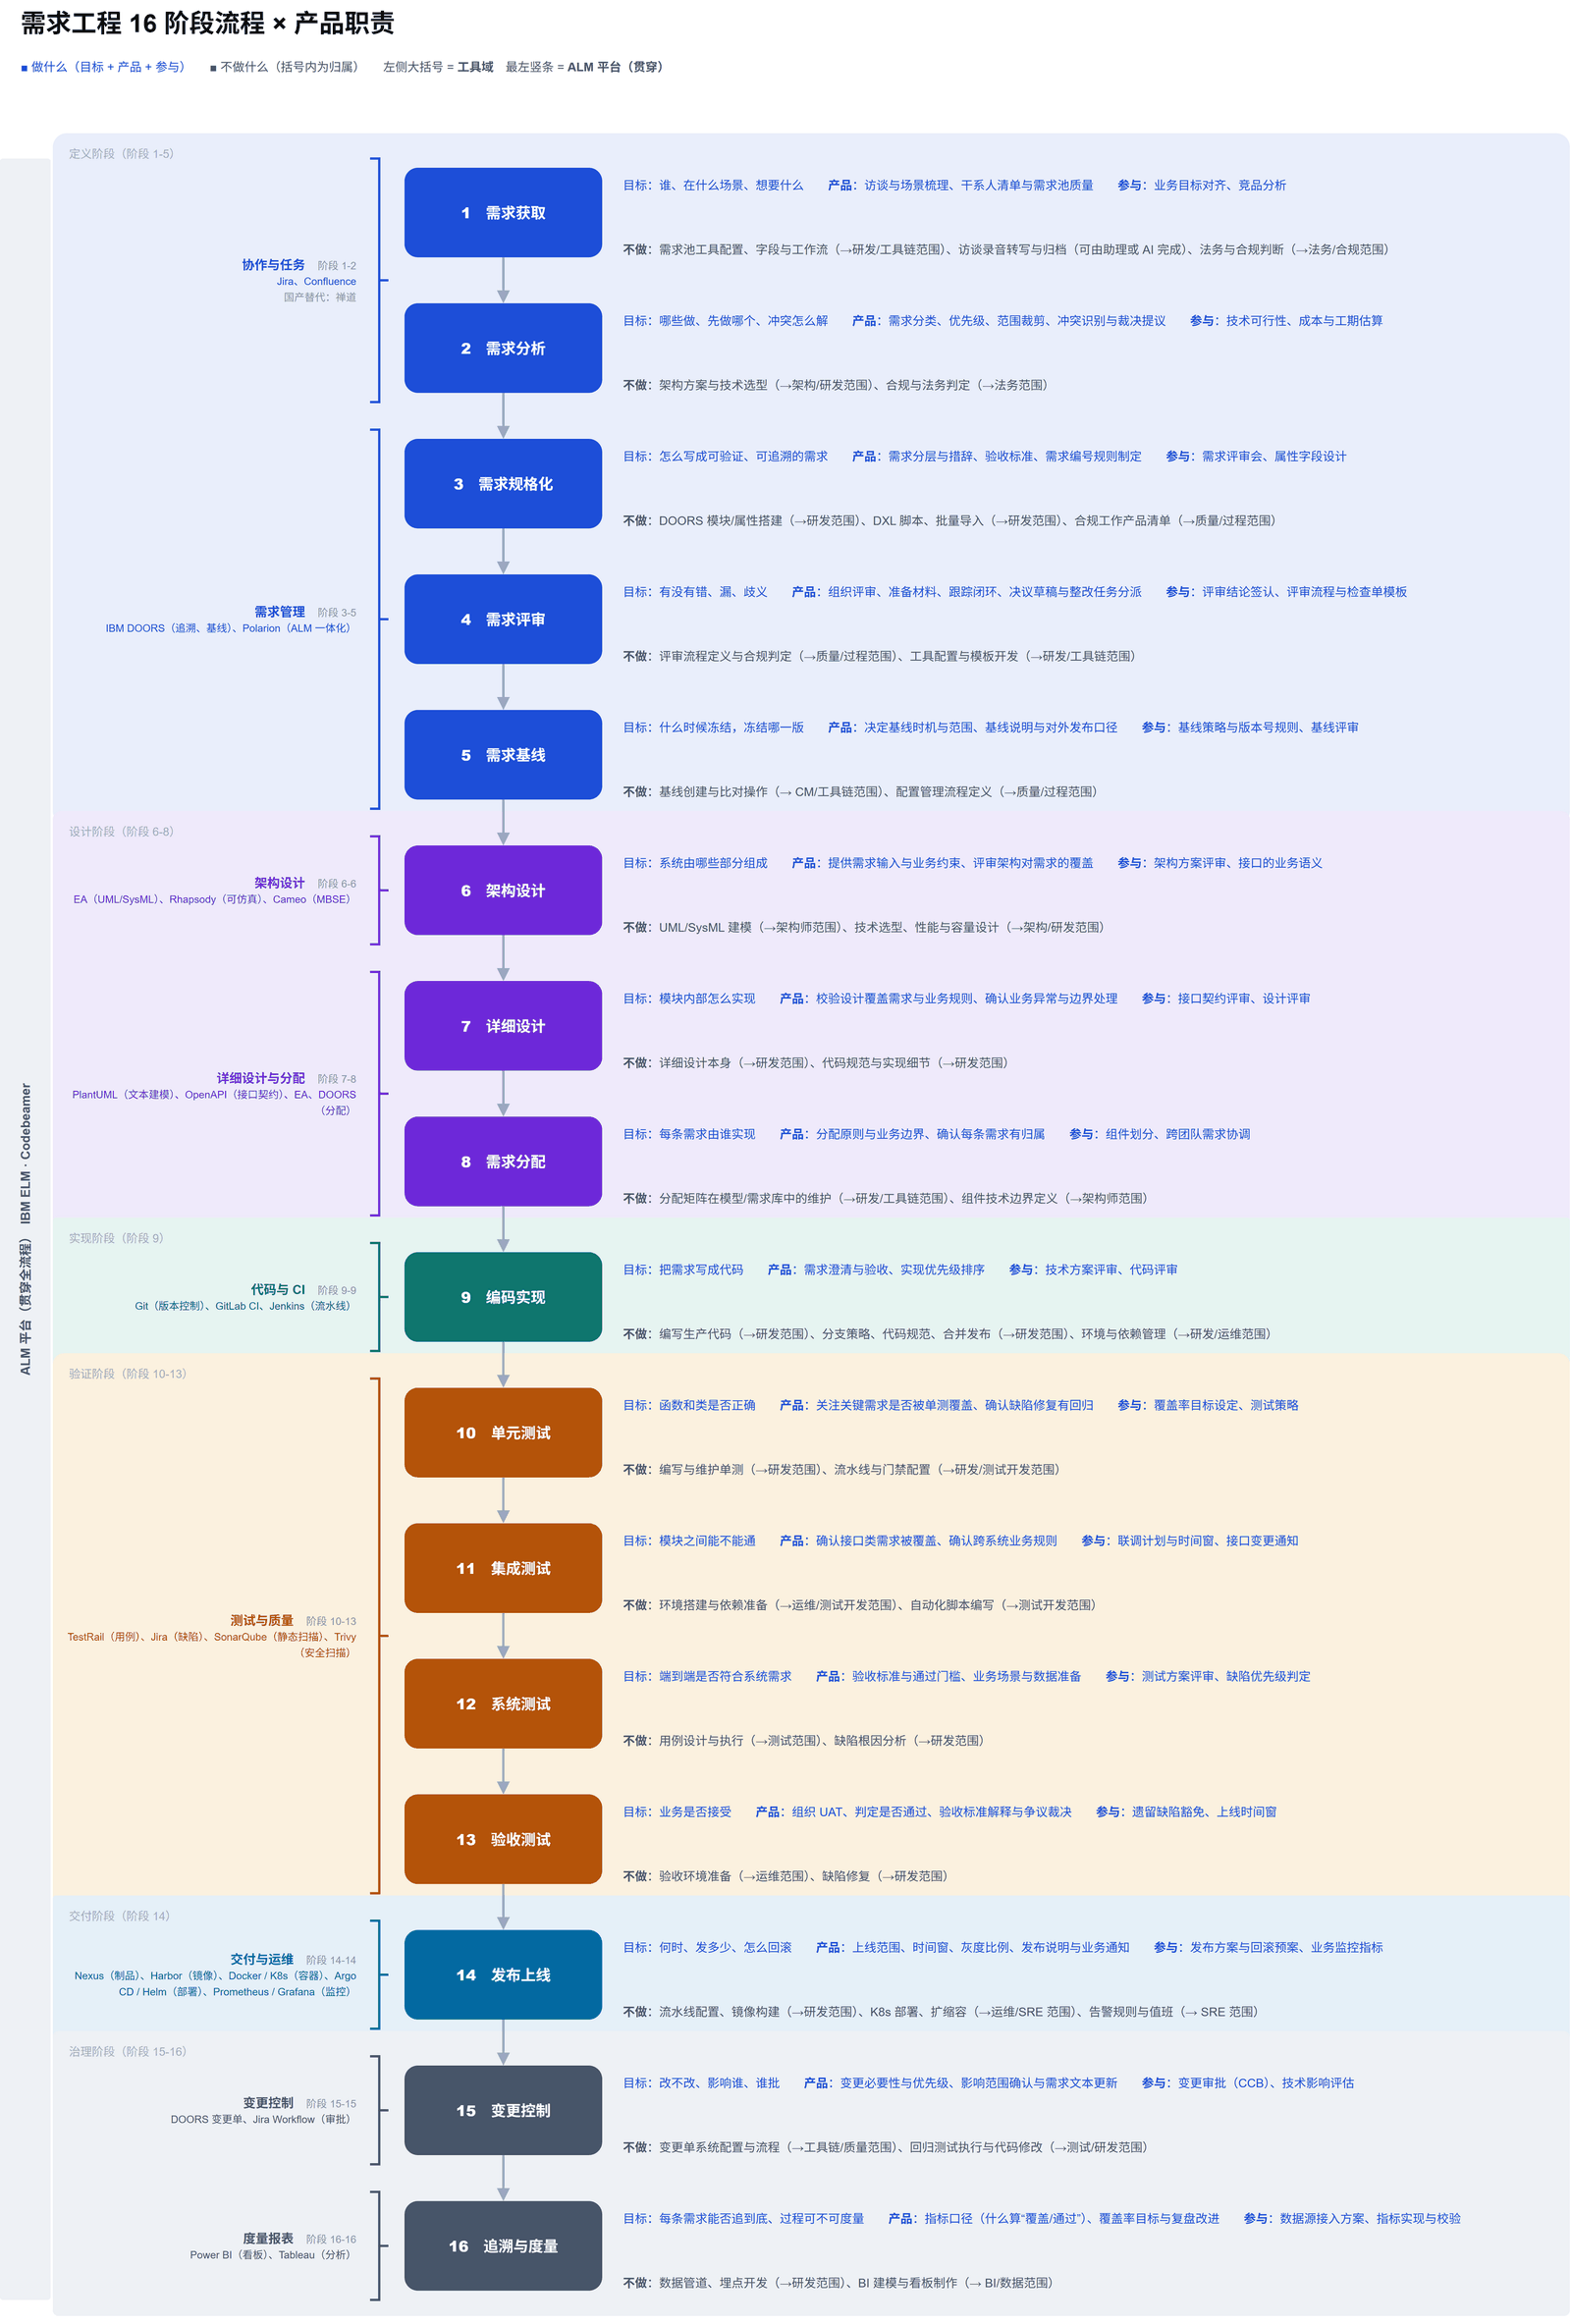 需求工程 16 阶段流程 × 产品职责
■ 做什么（目标 + 产品 + 参与） ■ 不做什么（括号内为归属） 左侧大括号 = 工具域 最左竖条 = ALM 平台（贯穿）
ALM 平台（贯穿全流程） IBM ELM · Codebeamer
定义阶段（阶段 1-5）
协作与任务 阶段 1-2
Jira、Confluence
国产替代：禅道
1 需求获取
目标：谁、在什么场景、想要什么 产品：访谈与场景梳理、干系人清单与需求池质量 参与：业务目标对齐、竞品分析
不做：需求池工具配置、字段与工作流（→研发/工具链范围）、访谈录音转写与归档（可由助理或 AI 完成）、法务与合规判断（→法务/合规范围）
2 需求分析
目标：哪些做、先做哪个、冲突怎么解 产品：需求分类、优先级、范围裁剪、冲突识别与裁决提议 参与：技术可行性、成本与工期估算
不做：架构方案与技术选型（→架构/研发范围）、合规与法务判定（→法务范围）
需求管理 阶段 3-5
IBM DOORS（追溯、基线）、Polarion（ALM 一体化）
3 需求规格化
目标：怎么写成可验证、可追溯的需求 产品：需求分层与措辞、验收标准、需求编号规则制定 参与：需求评审会、属性字段设计
不做：DOORS 模块/属性搭建（→研发范围）、DXL 脚本、批量导入（→研发范围）、合规工作产品清单（→质量/过程范围）
4 需求评审
目标：有没有错、漏、歧义 产品：组织评审、准备材料、跟踪闭环、决议草稿与整改任务分派 参与：评审结论签认、评审流程与检查单模板
不做：评审流程定义与合规判定（→质量/过程范围）、工具配置与模板开发（→研发/工具链范围）
5 需求基线
目标：什么时候冻结，冻结哪一版 产品：决定基线时机与范围、基线说明与对外发布口径 参与：基线策略与版本号规则、基线评审
不做：基线创建与比对操作（→ CM/工具链范围）、配置管理流程定义（→质量/过程范围）
设计阶段（阶段 6-8）
架构设计 阶段 6-6
EA（UML/SysML）、Rhapsody（可仿真）、Cameo（MBSE）
6 架构设计
目标：系统由哪些部分组成 产品：提供需求输入与业务约束、评审架构对需求的覆盖 参与：架构方案评审、接口的业务语义
不做：UML/SysML 建模（→架构师范围）、技术选型、性能与容量设计（→架构/研发范围）
详细设计与分配 阶段 7-8
PlantUML（文本建模）、OpenAPI（接口契约）、EA、DOORS
（分配）
7 详细设计
目标：模块内部怎么实现 产品：校验设计覆盖需求与业务规则、确认业务异常与边界处理 参与：接口契约评审、设计评审
不做：详细设计本身（→研发范围）、代码规范与实现细节（→研发范围）
8 需求分配
目标：每条需求由谁实现 产品：分配原则与业务边界、确认每条需求有归属 参与：组件划分、跨团队需求协调
不做：分配矩阵在模型/需求库中的维护（→研发/工具链范围）、组件技术边界定义（→架构师范围）
实现阶段（阶段 9）
代码与 CI 阶段 9-9
Git（版本控制）、GitLab CI、Jenkins（流水线）
9 编码实现
目标：把需求写成代码 产品：需求澄清与验收、实现优先级排序 参与：技术方案评审、代码评审
不做：编写生产代码（→研发范围）、分支策略、代码规范、合并发布（→研发范围）、环境与依赖管理（→研发/运维范围）
验证阶段（阶段 10-13）
测试与质量 阶段 10-13
TestRail（用例）、Jira（缺陷）、SonarQube（静态扫描）、Trivy
（安全扫描）
10 单元测试
目标：函数和类是否正确 产品：关注关键需求是否被单测覆盖、确认缺陷修复有回归 参与：覆盖率目标设定、测试策略
不做：编写与维护单测（→研发范围）、流水线与门禁配置（→研发/测试开发范围）
11 集成测试
目标：模块之间能不能通 产品：确认接口类需求被覆盖、确认跨系统业务规则 参与：联调计划与时间窗、接口变更通知
不做：环境搭建与依赖准备（→运维/测试开发范围）、自动化脚本编写（→测试开发范围）
12 系统测试
目标：端到端是否符合系统需求 产品：验收标准与通过门槛、业务场景与数据准备 参与：测试方案评审、缺陷优先级判定
不做：用例设计与执行（→测试范围）、缺陷根因分析（→研发范围）
13 验收测试
目标：业务是否接受 产品：组织 UAT、判定是否通过、验收标准解释与争议裁决 参与：遗留缺陷豁免、上线时间窗
不做：验收环境准备（→运维范围）、缺陷修复（→研发范围）
交付阶段（阶段 14）
交付与运维 阶段 14-14
Nexus（制品）、Harbor（镜像）、Docker / K8s（容器）、Argo
CD / Helm（部署）、Prometheus / Grafana（监控）
14 发布上线
目标：何时、发多少、怎么回滚 产品：上线范围、时间窗、灰度比例、发布说明与业务通知 参与：发布方案与回滚预案、业务监控指标
不做：流水线配置、镜像构建（→研发范围）、K8s 部署、扩缩容（→运维/SRE 范围）、告警规则与值班（→ SRE 范围）
治理阶段（阶段 15-16）
变更控制 阶段 15-15
DOORS 变更单、Jira Workflow（审批）
15 变更控制
目标：改不改、影响谁、谁批 产品：变更必要性与优先级、影响范围确认与需求文本更新 参与：变更审批（CCB）、技术影响评估
不做：变更单系统配置与流程（→工具链/质量范围）、回归测试执行与代码修改（→测试/研发范围）
度量报表 阶段 16-16
Power BI（看板）、Tableau（分析）
16 追溯与度量
目标：每条需求能否追到底、过程可不可度量 产品：指标口径（什么算“覆盖/通过”）、覆盖率目标与复盘改进 参与：数据源接入方案、指标实现与校验
不做：数据管道、埋点开发（→研发范围）、BI 建模与看板制作（→ BI/数据范围）